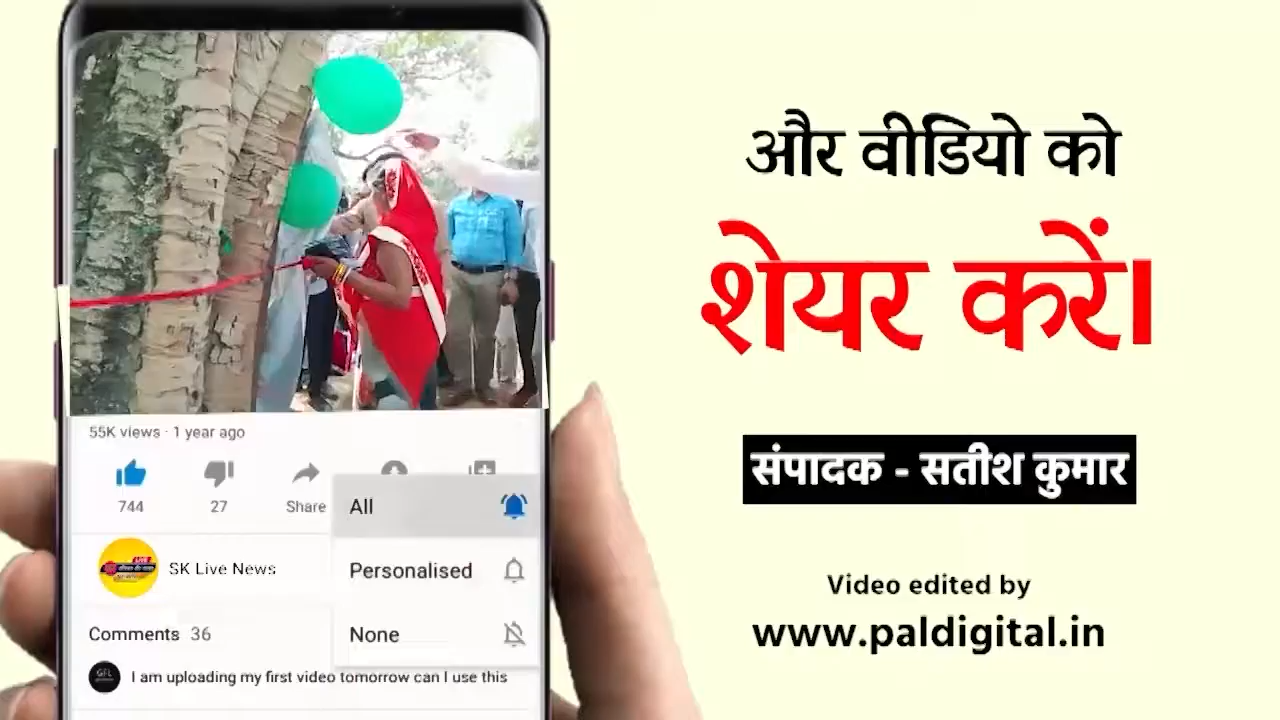 और वीडियो को
शेयर करें।
संपादक - सतीश कुमार
Video edited by
www.paldigital.in
55K views · 1 year ago
744
27
Share
All
Personalised
None
SK Live News
Comments 36
I am uploading my first video tomorrow can I use this